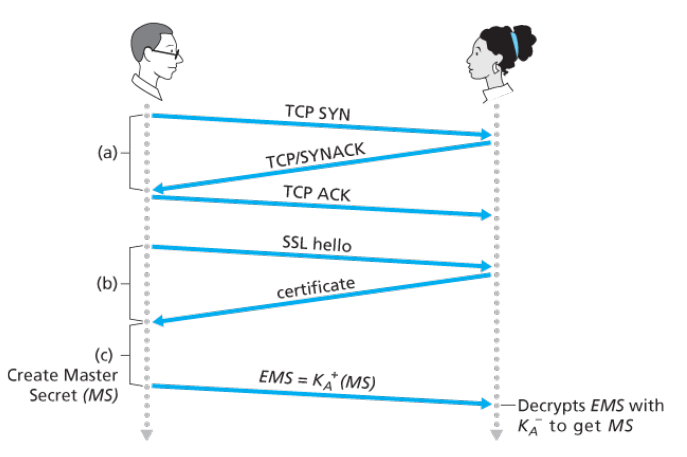 TCP SYN
(a)
TCP/SYNACK
TCP ACK
SSL hello
(b)
certificate
(c)
Create Master
Secret (MS)
EMS = K_A^+(MS)
Decrypts EMS with
K_A^- to get MS